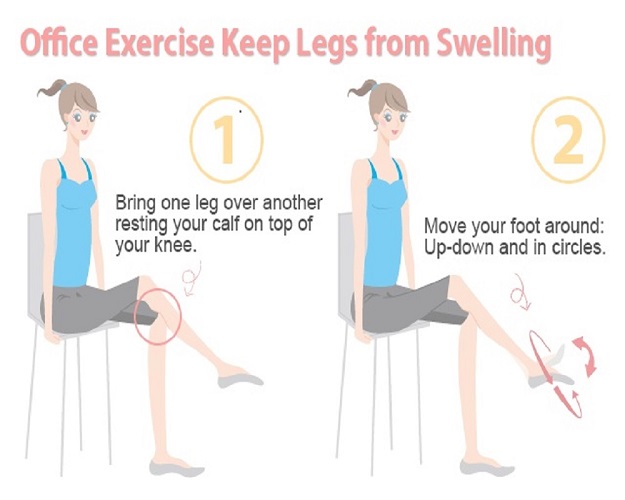 Office Exercise Keep Legs from Swelling
1
Bring one leg over another
resting your calf on top of
your knee.
2
Move your foot around:
Up-down and in circles.